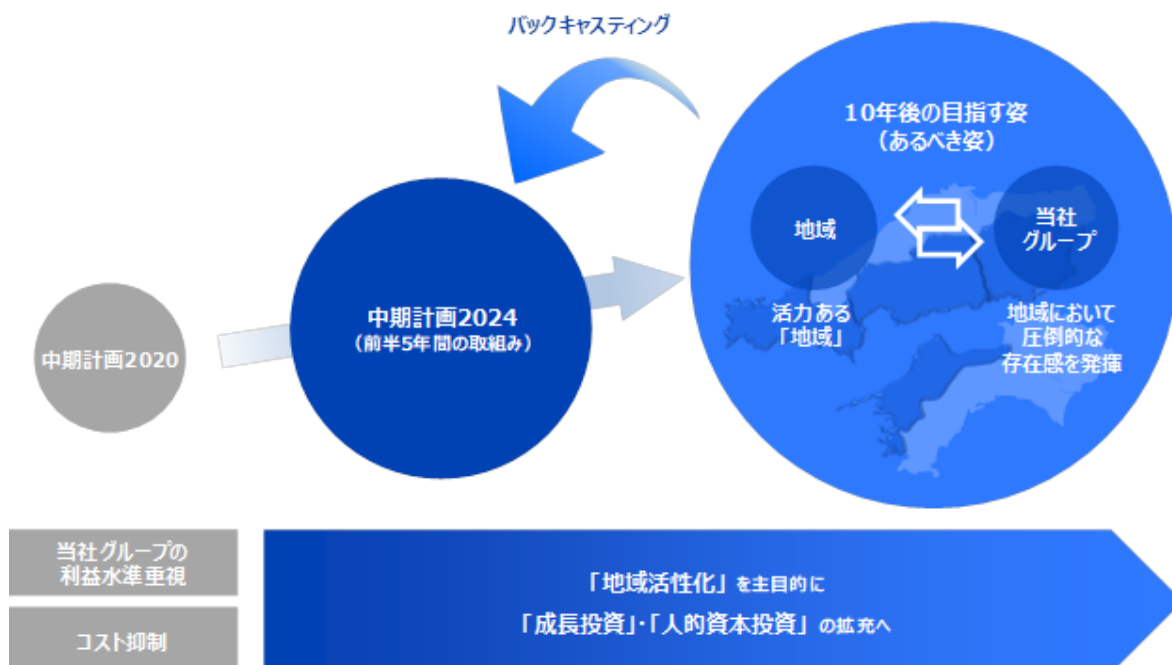 バックキャスティング
10年後の目指す姿
（あるべき姿）
地域
当社
グループ
活力ある
「地域」
地域において
圧倒的な
存在感を発揮
中期計画2024
（前半5年間の取組み）
中期計画2020
当社グループの
利益水準重視
コスト抑制
「地域活性化」を主目的に
「成長投資」・「人的資本投資」の拡充へ